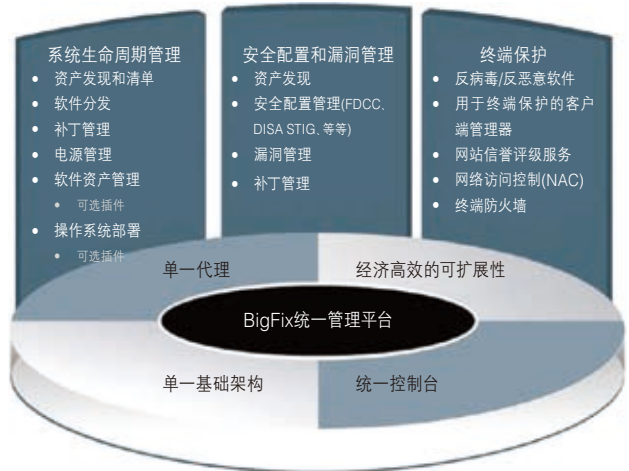 系统生命周期管理
• 资产发现和清单
• 软件分发
• 补丁管理
• 电源管理
• 软件资产管理
• 可选插件
• 操作系统部署
• 可选插件
安全配置和漏洞管理
• 资产发现
• 安全配置管理(FDCC、
DISA STIG、等等)
• 漏洞管理
• 补丁管理
终端保护
• 反病毒/反恶意软件
• 用于终端保护的客户
端管理器
• 网站信誉评级服务
• 网络访问控制(NAC)
• 终端防火墙
单一代理
经济高效的可扩展性
BigFix统一管理平台
单一基础架构
统一控制台